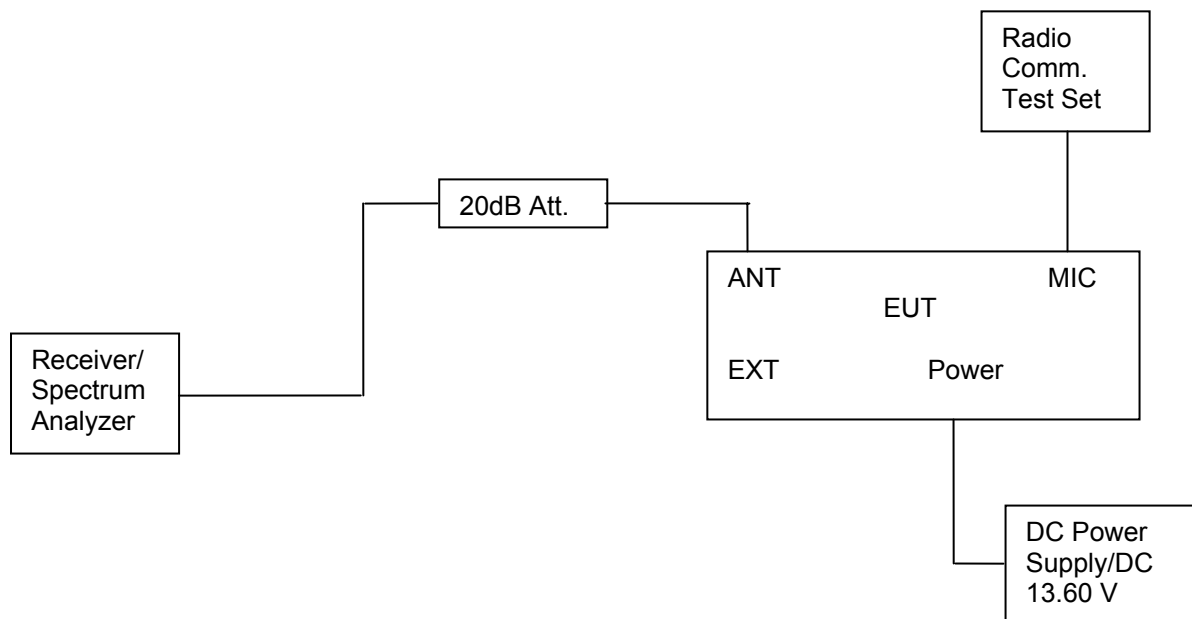 Radio
Comm.
Test Set
20dB Att.
ANT
MIC
EUT
Receiver/
Spectrum
Analyzer
EXT
Power
DC Power
Supply/DC
13.60 V